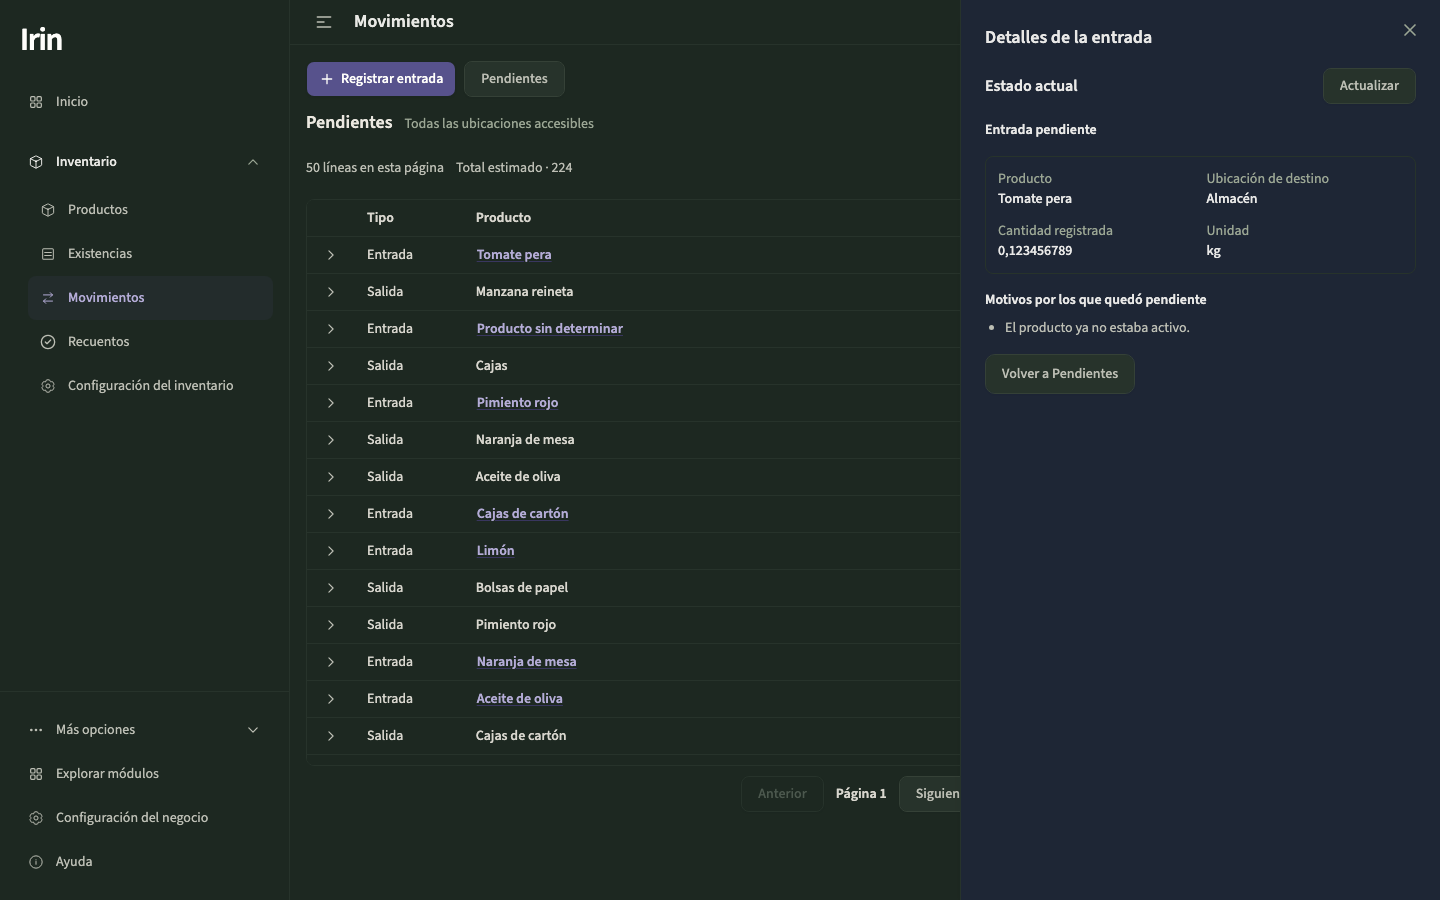 Irin
Inicio
Inventario
Productos
Existencias
Movimientos
Recuentos
Configuración del inventario
Más opciones
Explorar módulos
Configuración del negocio
Ayuda
Movimientos
Registrar entrada
Pendientes
Pendientes Todas las ubicaciones accesibles
50 líneas en esta página Total estimado · 224
Tipo Producto
Entrada Tomate pera
Salida Manzana reineta
Entrada Producto sin determinar
Salida Cajas
Entrada Pimiento rojo
Salida Naranja de mesa
Salida Aceite de oliva
Entrada Cajas de cartón
Entrada Limón
Salida Bolsas de papel
Salida Pimiento rojo
Entrada Naranja de mesa
Entrada Aceite de oliva
Salida Cajas de cartón
Anterior Página 1 Siguien
Detalles de la entrada
Estado actual Actualizar
Entrada pendiente
Producto Ubicación de destino
Tomate pera Almacén
Cantidad registrada Unidad
0,123456789 kg
Motivos por los que quedó pendiente
El producto ya no estaba activo.
Volver a Pendientes